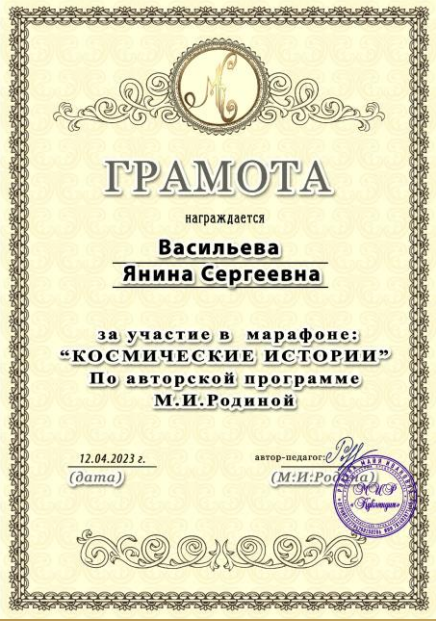 ГРАМОТА
награждается
Васильева
Янина Сергеевна
за участие в марафоне:
“КОСМИЧЕСКИЕ ИСТОРИИ”
По авторской программе
М.И.Родиной
12.04.2023 г.
автор-педагог:
(дата)
(М.И.Родина)